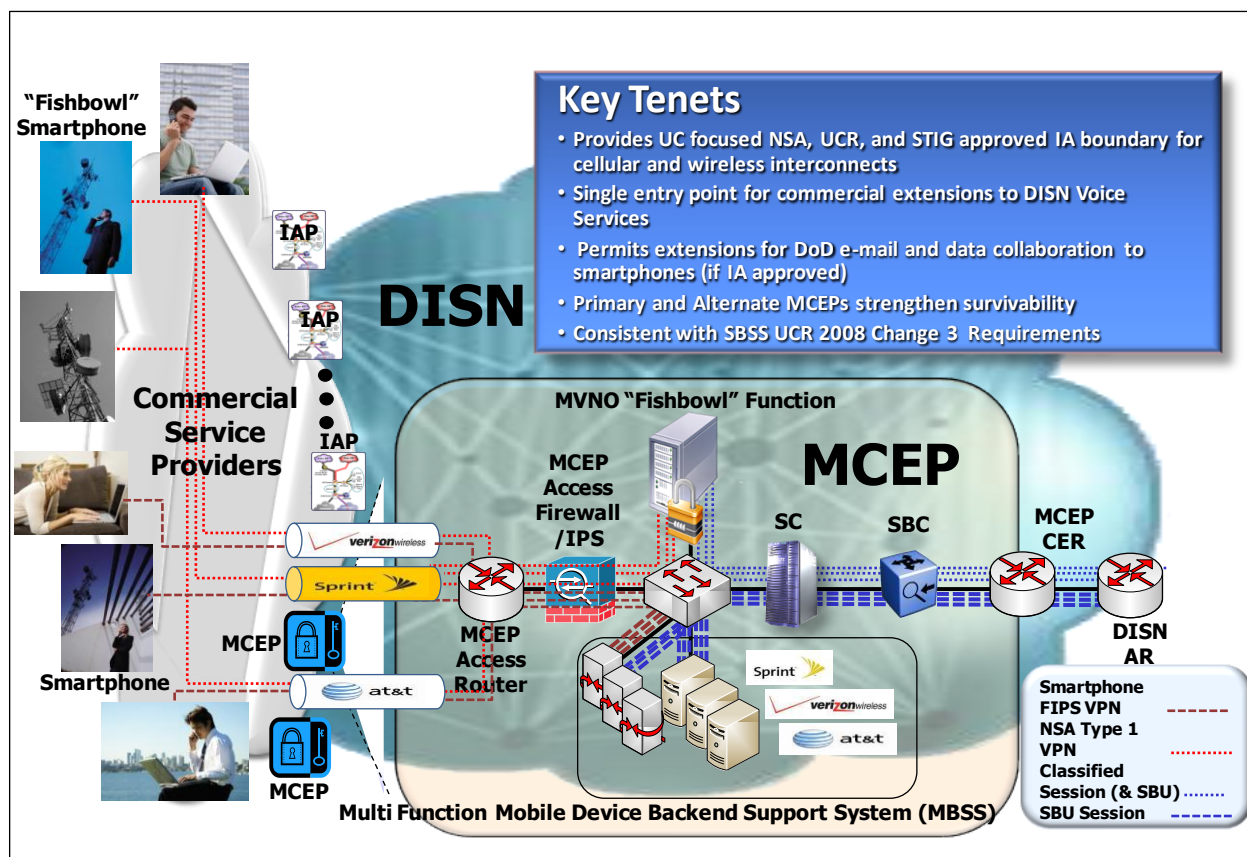 “Fishbowl”
Smartphone
Key Tenets
• Provides UC focused NSA, UCR, and STIG approved IA boundary for
cellular and wireless interconnects
• Single entry point for commercial extensions to DISN Voice
Services
• Permits extensions for DoD e-mail and data collaboration to
smartphones (if IA approved)
• Primary and Alternate MCEPs strengthen survivability
• Consistent with SBSS UCR 2008 Change 3 Requirements
IAP
IAP
IAP
DISN
Commercial
Service
Providers
MVNO “Fishbowl” Function
MCEP
MCEP
Access
Firewall
/IPS
SC
SBC
MCEP
CER
verizonwireless
Sprint
at&t
MCEP
Access
Router
MCEP
MCEP
Smartphone
DISN
AR
Sprint
verizonwireless
at&t
Multi Function Mobile Device Backend Support System (MBSS)
Smartphone
FIPS VPN
NSA Type 1
VPN
Classified
Session (& SBU)
SBU Session